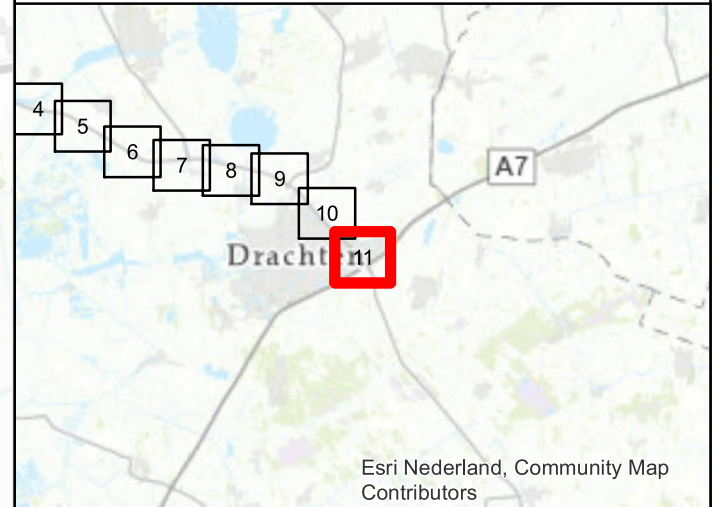 4
5
6
7
8
9
10
A7
Drachten
11
Esri Nederland, Community Map
Contributors